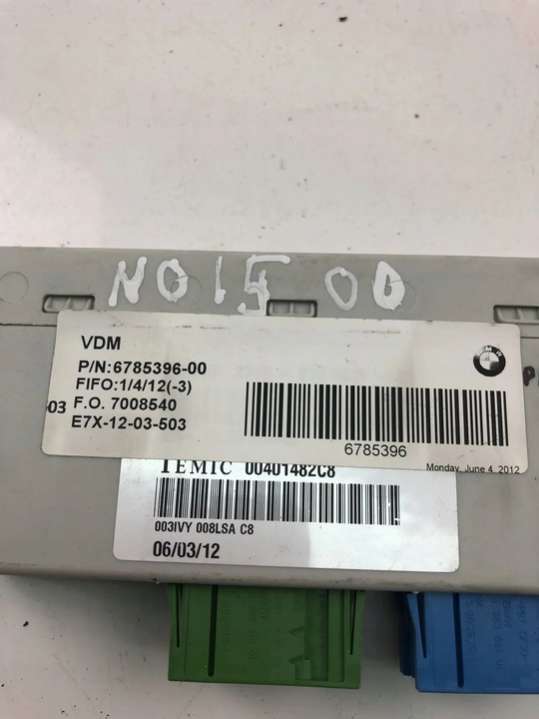 NO15 00
VDM
P/N:6785396-00
FIFO:1/4/12(-3)
03 F.O. 7008540
E7X-12-03-503
6785396
Monday, June 4, 2012
TEMIC 00401482C8
003IVY 008LSA C8
06/03/12